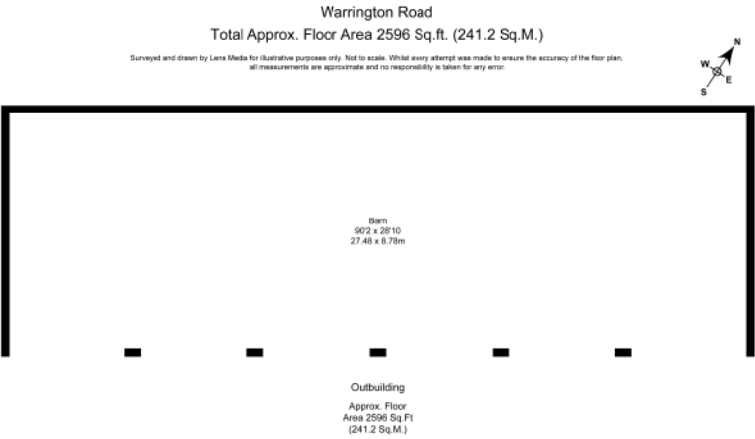 Warrington Road
Total Approx. Floor Area 2596 Sq.ft. (241.2 Sq.M.)
Surveyed and drawn by Lens Media for illustrative purposes only. Not to scale. Whilst every attempt was made to ensure the accuracy of the floor plan,
all measurements are approximate and no responsibility is taken for any error.
N
W
E
S
Barn
90'2 x 28'10
27.48 x 8.78m
Outbuilding
Approx. Floor
Area 2596 Sq.Ft
(241.2 Sq.M.)